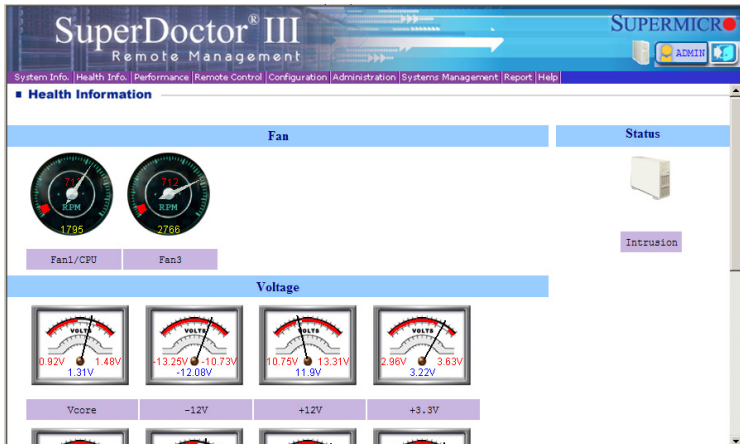 SuperDoctor® III
Remote Management
SUPERMICRO
ADMIN
System Info. Health Info. Performance Remote Control Configuration Administration Systems Management Report Help
Health Information
Fan
Status
712
RPM
RPM
1795
2766
Fan1/CPU
Fan3
Intrusion
Voltage
VOLTS
VOLTS
VOLTS
VOLTS
0.92V
1.48V
-13.25V
-10.73V
10.75V
13.31V
2.96V
3.63V
1.31V
-12.08V
11.9V
3.22V
Vcore
-12V
+12V
+3.3V